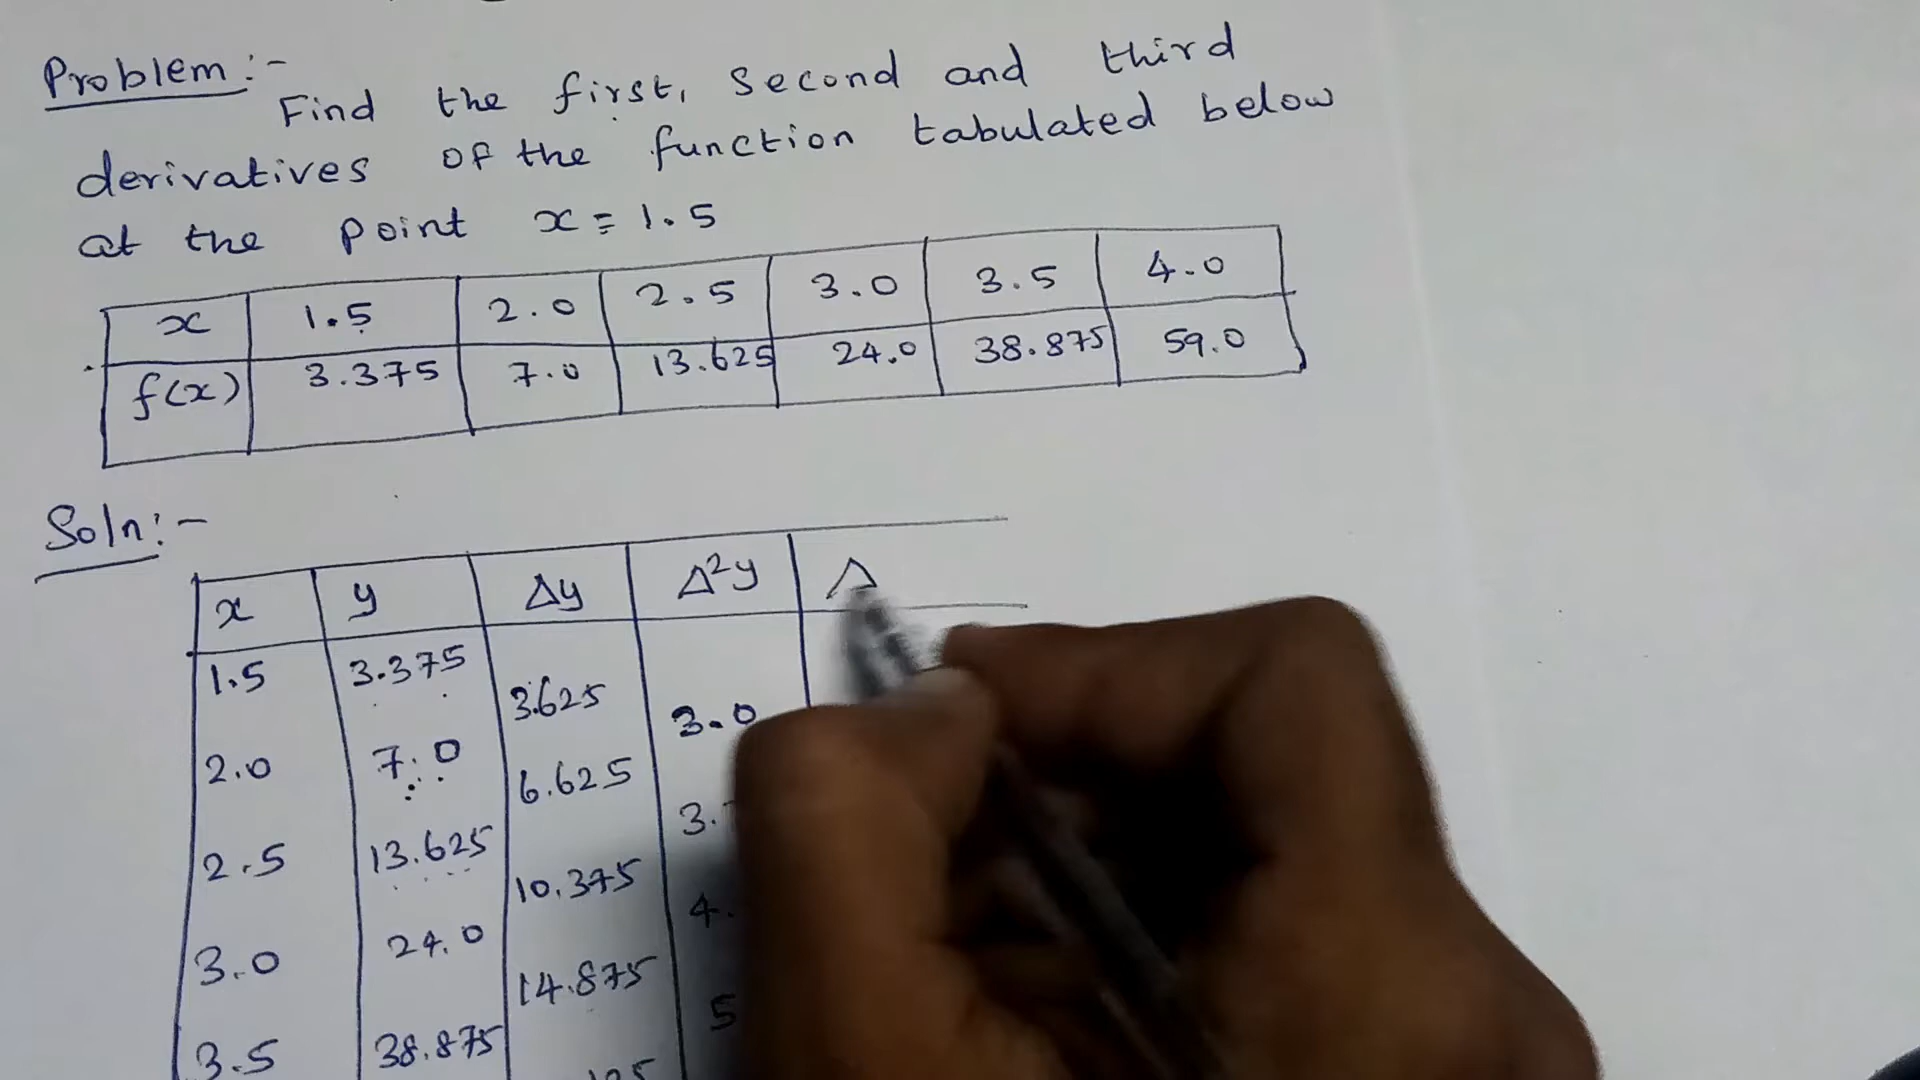 Problem:-
Find the first, second and third
derivatives of the function tabulated below
at the point x = 1.5
x 1.5 2.0 2.5 3.0 3.5 4.0
f(x) 3.375 7.0 13.625 24.0 38.875 59.0
Soln:-
x y Δy Δ²y Δ
1.5 3.375
3.625
3.0
2.0 7.0
6.625
3.
2.5 13.625
10.375
4.
3.0 24.0
14.875
5
3.5 38.875